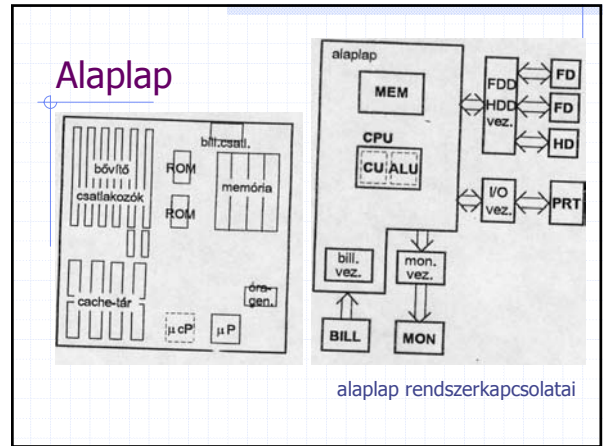 Alaplap
bill.csatl.
bővítő
csatlakozók
ROM
ROM
memória
cache-tár
óra-
gen.
μcP
μP
alaplap
MEM
CPU
CU
ALU
bill.
vez.
mon.
vez.
BILL
MON
FDD
HDD
vez.
FD
FD
HD
I/O
vez.
PRT
alaplap rendszerkapcsolatai